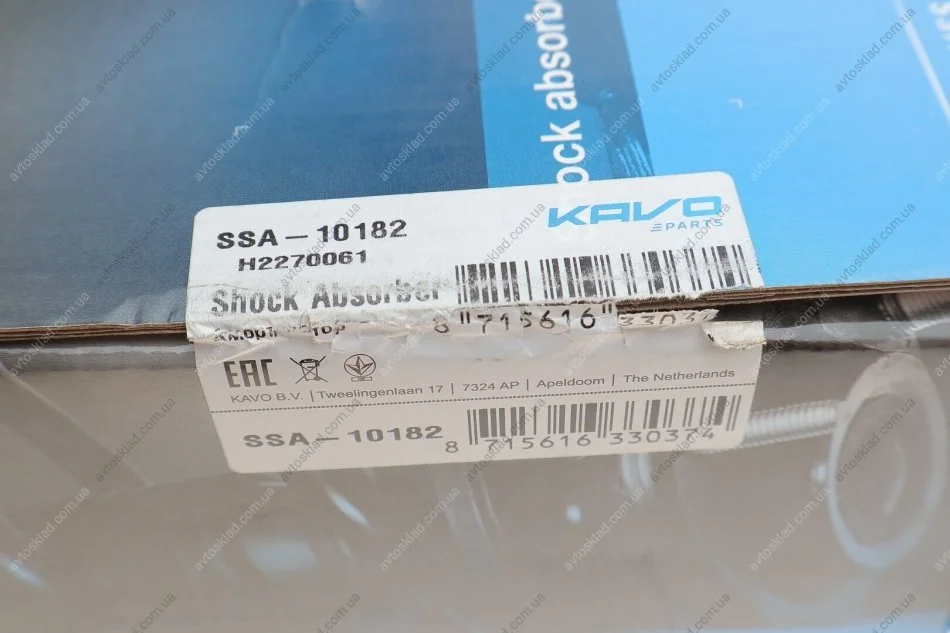 ock absorb
KAVO
PARTS
SSA-10182
H2270061
Shock Absorber
8 715616 33037
EAC
KAVO B.V. | Tweelingenlaan 17 | 7324 AP | Apeldoorn | The Netherlands
SSA-10182
8 715616 330374
avtosklad.com.ua